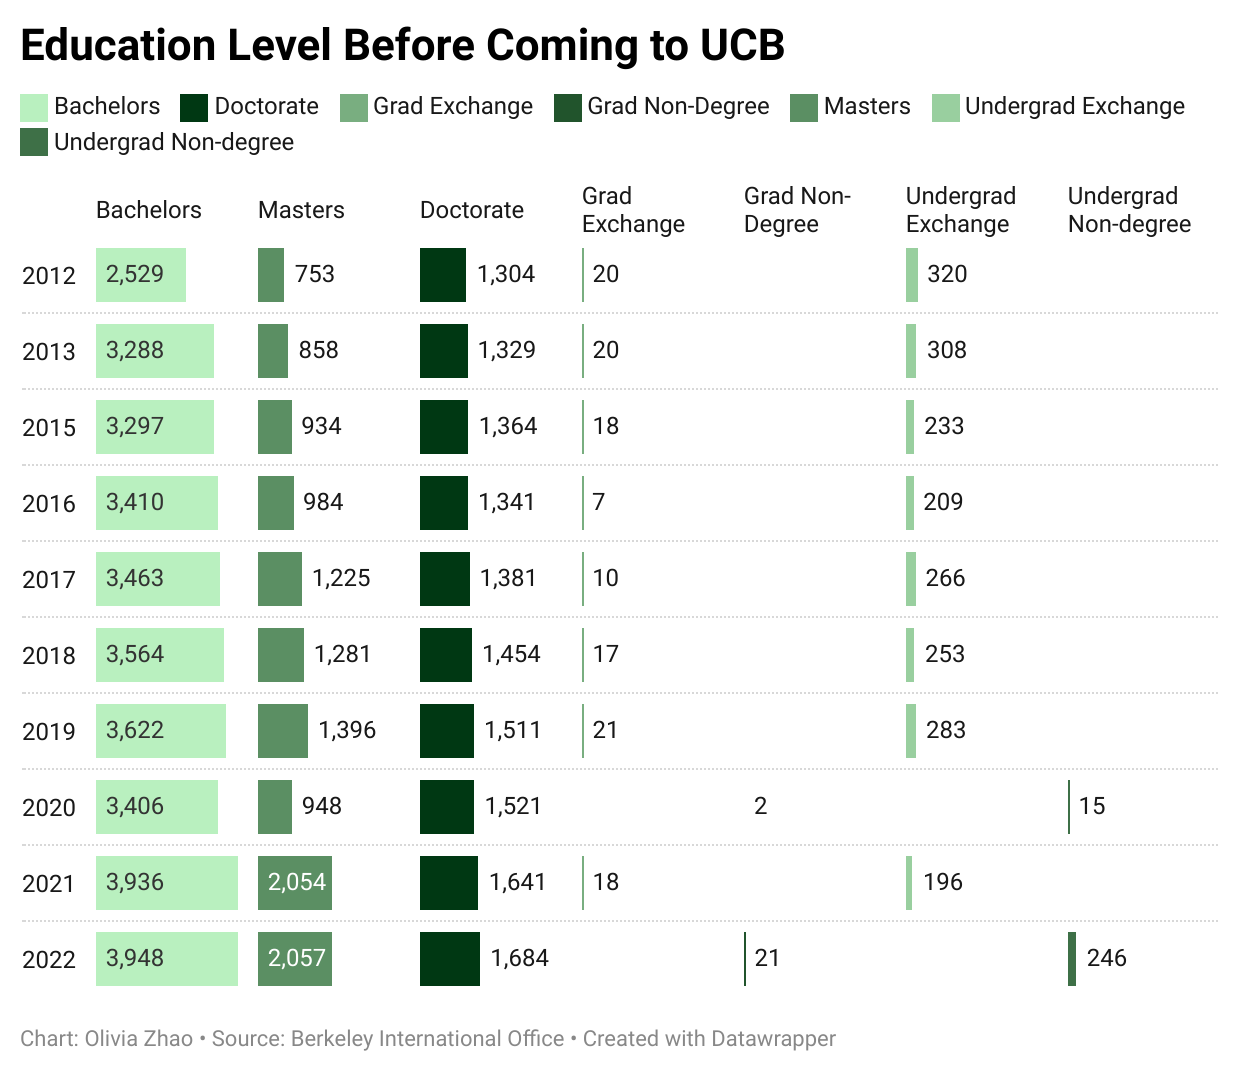 Education Level Before Coming to UCB
Bachelors Doctorate Grad Exchange Grad Non-Degree Masters Undergrad Exchange
Undergrad Non-degree
Bachelors Masters Doctorate Grad Exchange Grad Non-Degree Undergrad Exchange Undergrad Non-degree
2012 2,529 753 1,304 20 320
2013 3,288 858 1,329 20 308
2015 3,297 934 1,364 18 233
2016 3,410 984 1,341 7 209
2017 3,463 1,225 1,381 10 266
2018 3,564 1,281 1,454 17 253
2019 3,622 1,396 1,511 21 283
2020 3,406 948 1,521 2 15
2021 3,936 2,054 1,641 18 196
2022 3,948 2,057 1,684 21 246
Chart: Olivia Zhao • Source: Berkeley International Office • Created with Datawrapper